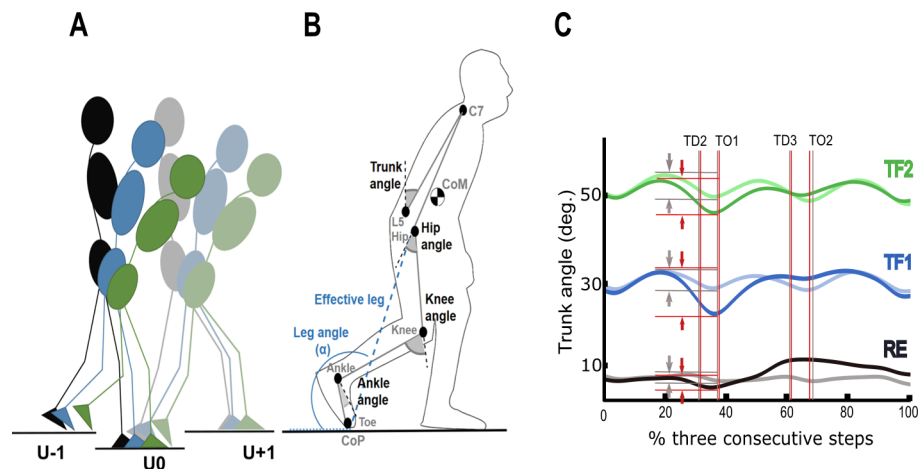 A
U-1
U0
U+1
B
C7
Trunk
angle
CoM
L5
Hip
Hip
angle
Effective leg
Knee
angle
Leg angle
(α)
Knee
Ankle
Ankle
angle
Toe
CoP
C
TD2
TO1
TD3
TO2
TF2
TF1
RE
Trunk angle (deg.)
50
30
10
0
20
40
60
80
100
% three consecutive steps